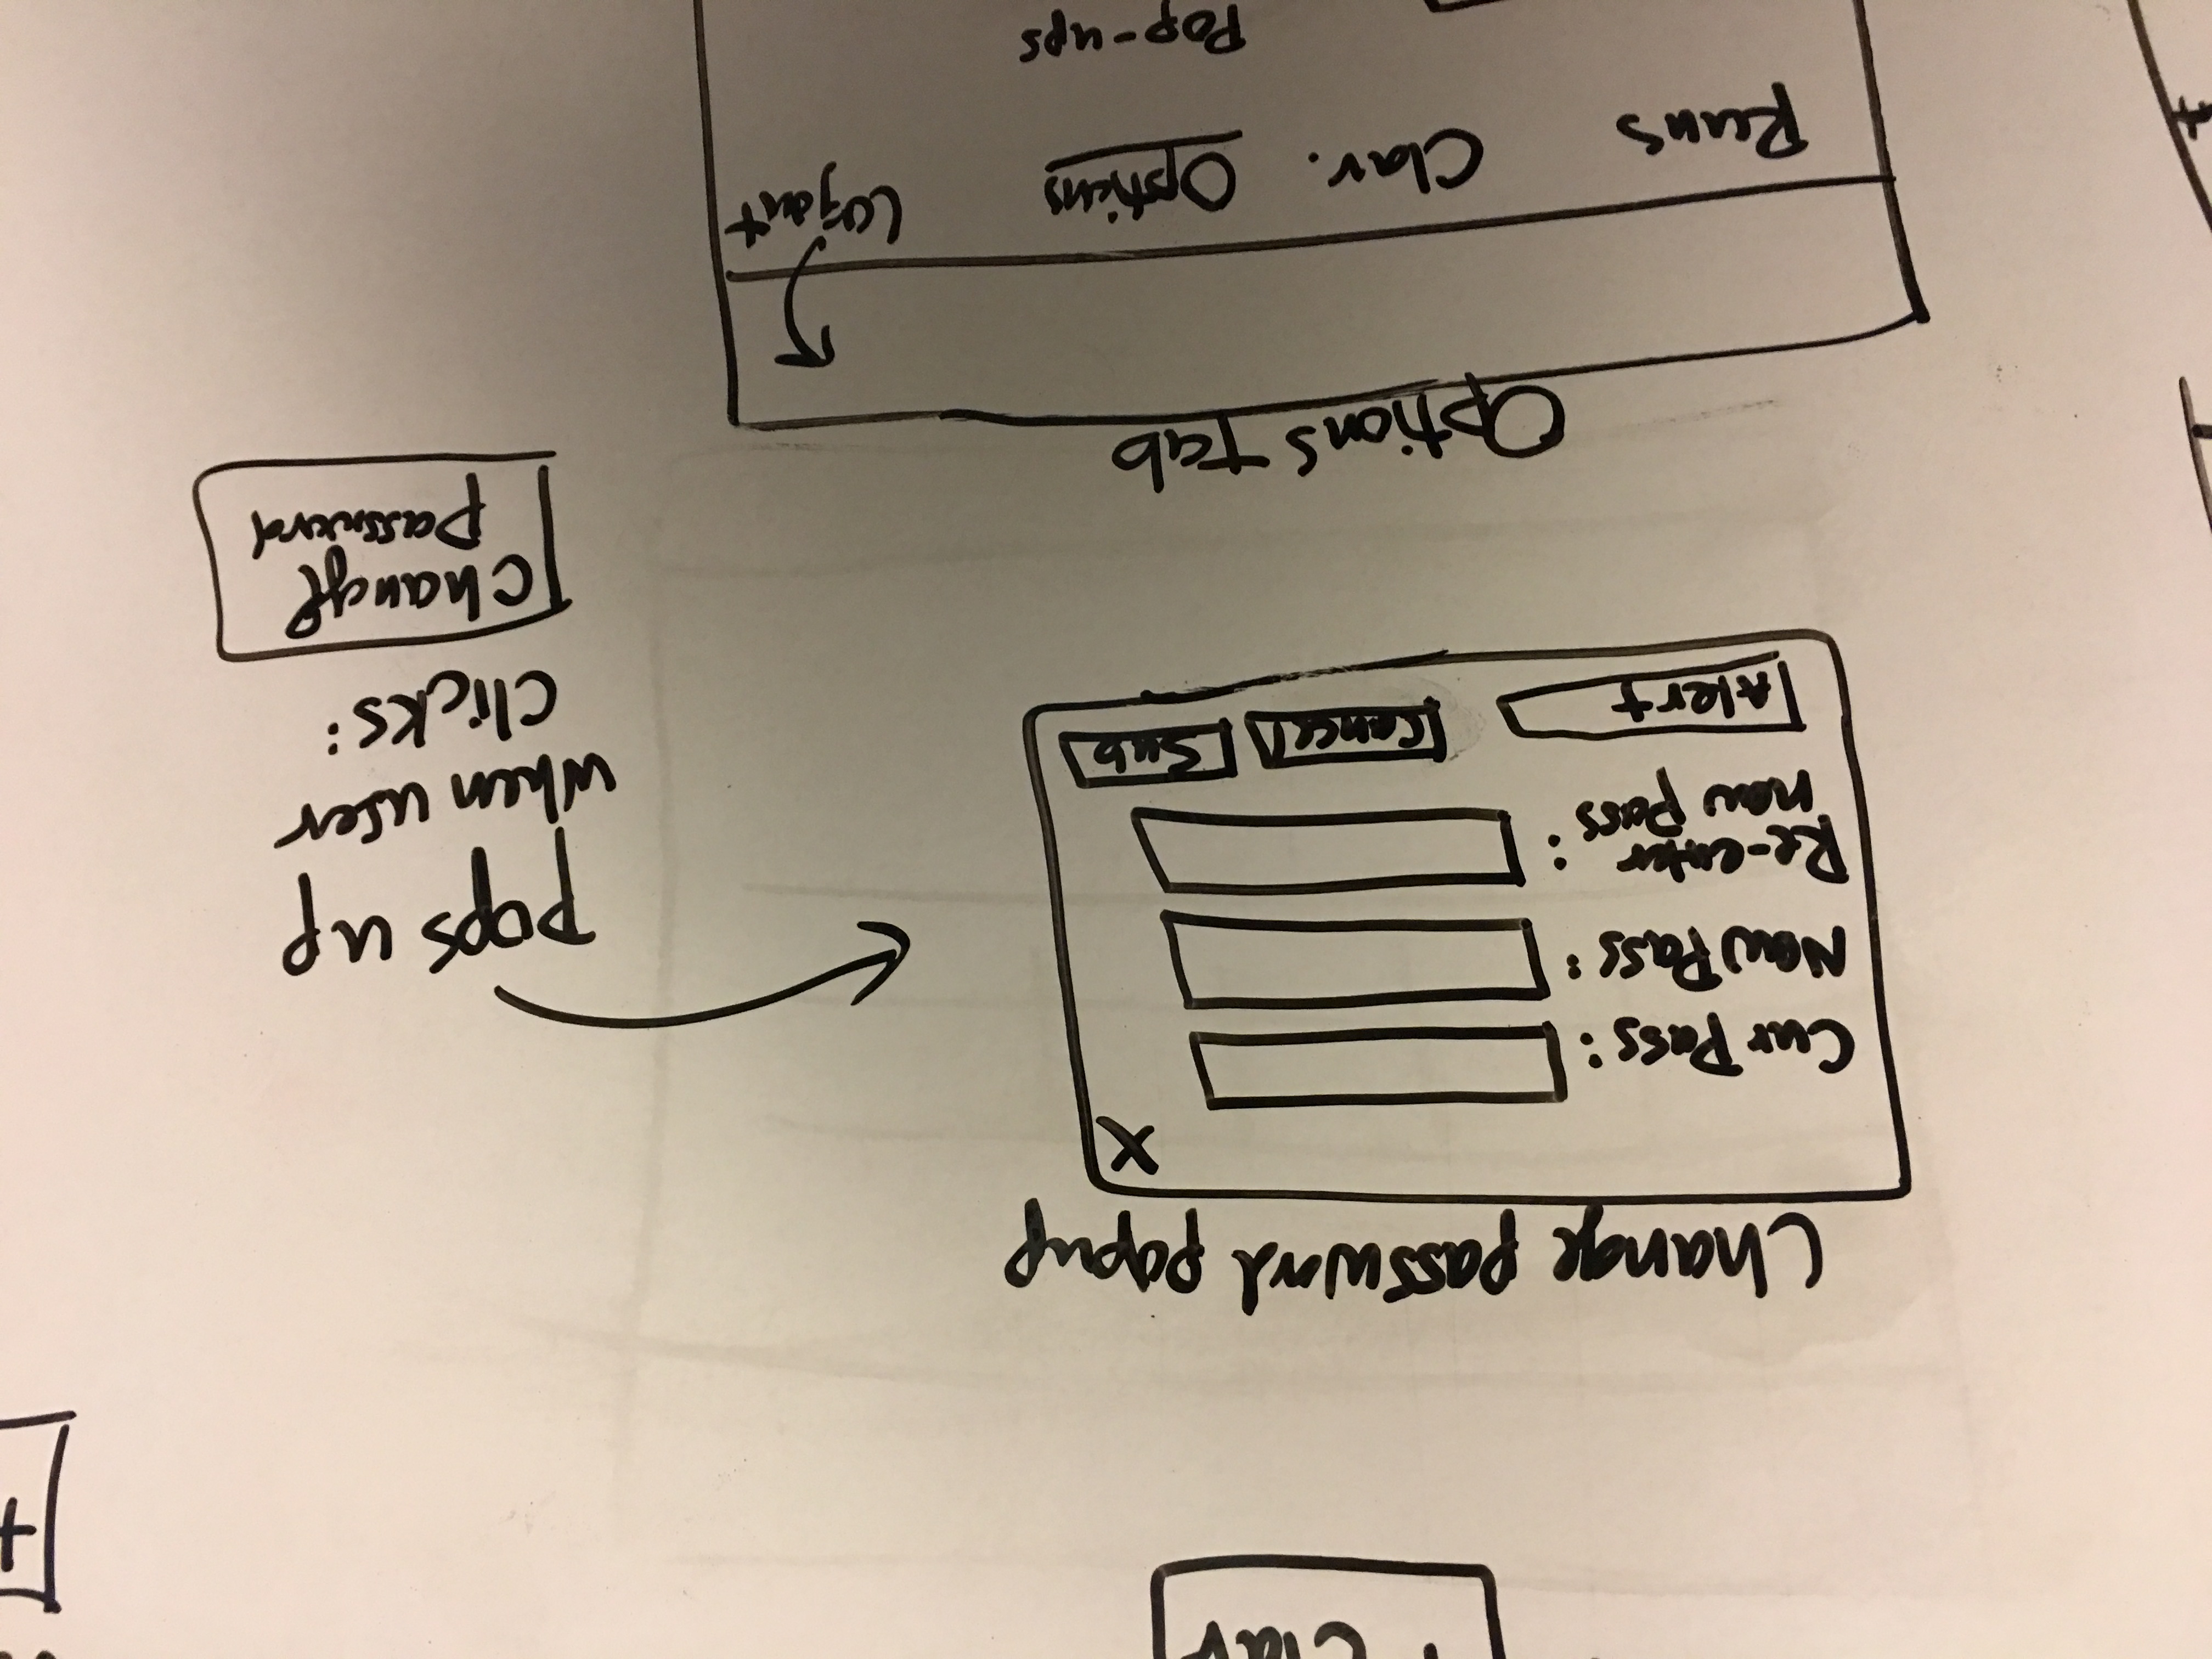 Clar
+
Change password popup
X
Cur Pass:
New Pass:
Re-enter
new pass:
Alert
Cancel
Sub
pops up
when user
clicks:
Change
password
Options tab
Runs
Clar.
Options
Logout
Pop-ups